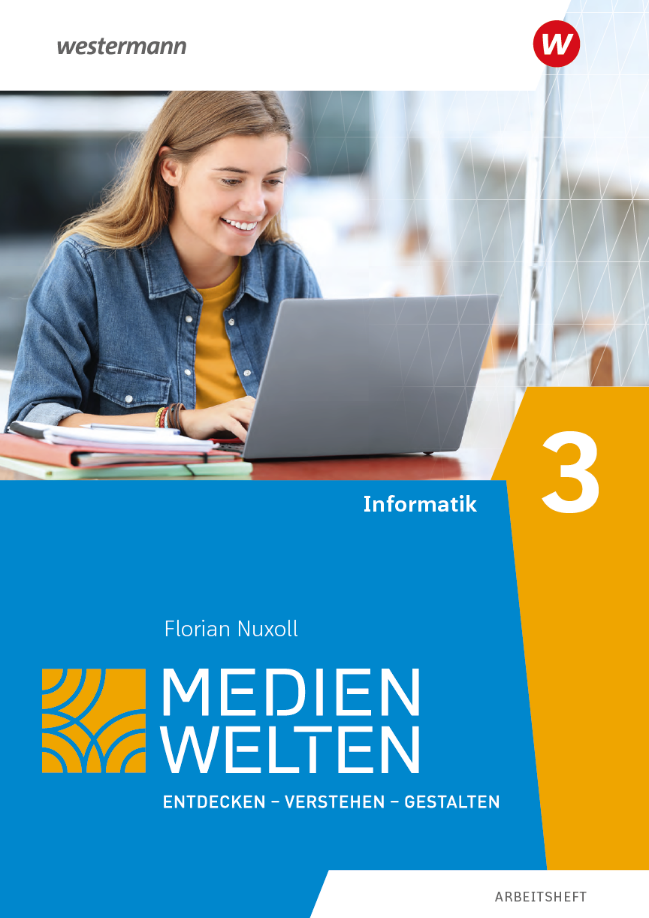 westermann
W
3
Informatik
Florian Nuxoll
MEDIEN
WELTEN
ENTDECKEN – VERSTEHEN – GESTALTEN
ARBEITSHEFT